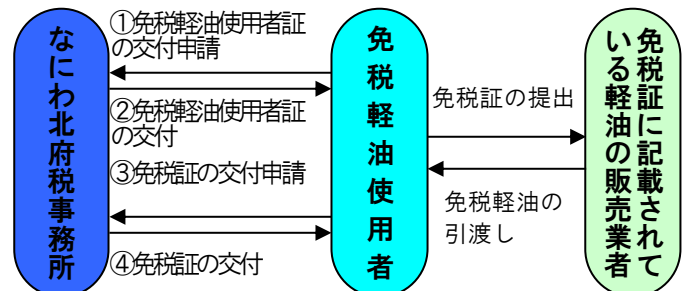 なにわ北府税事務所
①免税軽油使用者証
の交付申請
②免税軽油使用者証
の交付
③免税証の交付申請
④免税証の交付
免税軽油使用者
免税証の提出
免税軽油の
引渡し
免税証に記載されて
いる軽油の販売業者